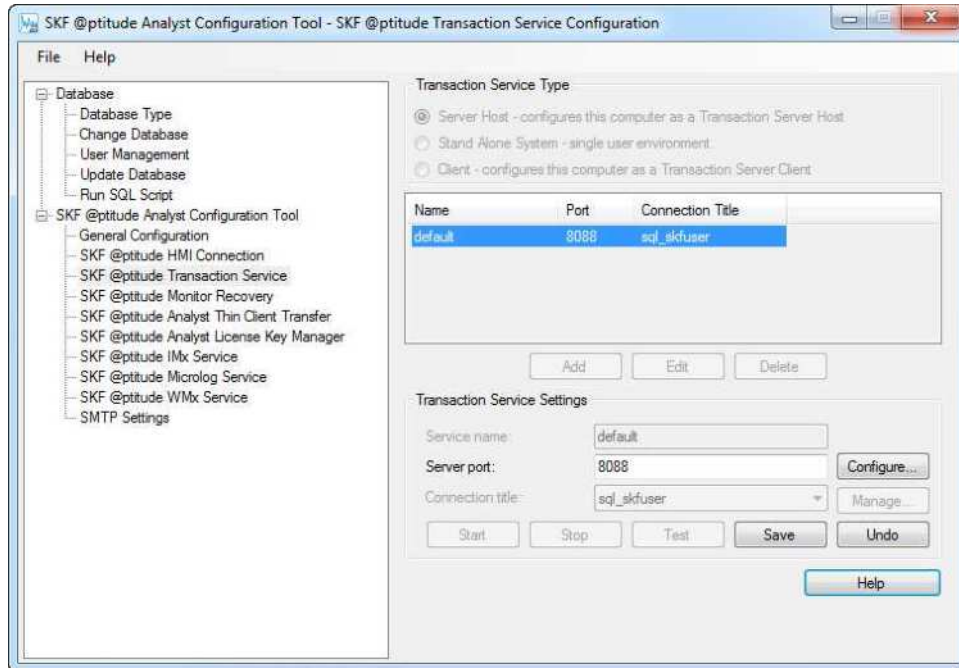 SKF @ptitude Analyst Configuration Tool - SKF @ptitude Transaction Service Configuration
File Help
Database
Database Type
Change Database
User Management
Update Database
Run SQL Script
SKF @ptitude Analyst Configuration Tool
General Configuration
SKF @ptitude HMI Connection
SKF @ptitude Transaction Service
SKF @ptitude Monitor Recovery
SKF @ptitude Analyst Thin Client Transfer
SKF @ptitude Analyst License Key Manager
SKF @ptitude IMx Service
SKF @ptitude Microlog Service
SKF @ptitude WMx Service
SMTP Settings
Transaction Service Type
Server Host - configures this computer as a Transaction Server Host
Stand Alone System - single user environment.
Client - configures this computer as a Transaction Server Client
Name Port Connection Title
default 8088 sql_skfuser
Add Edit Delete
Transaction Service Settings
Service name: default
Server port: 8088 Configure...
Connection title: sql_skfuser Manage...
Start Stop Test Save Undo
Help